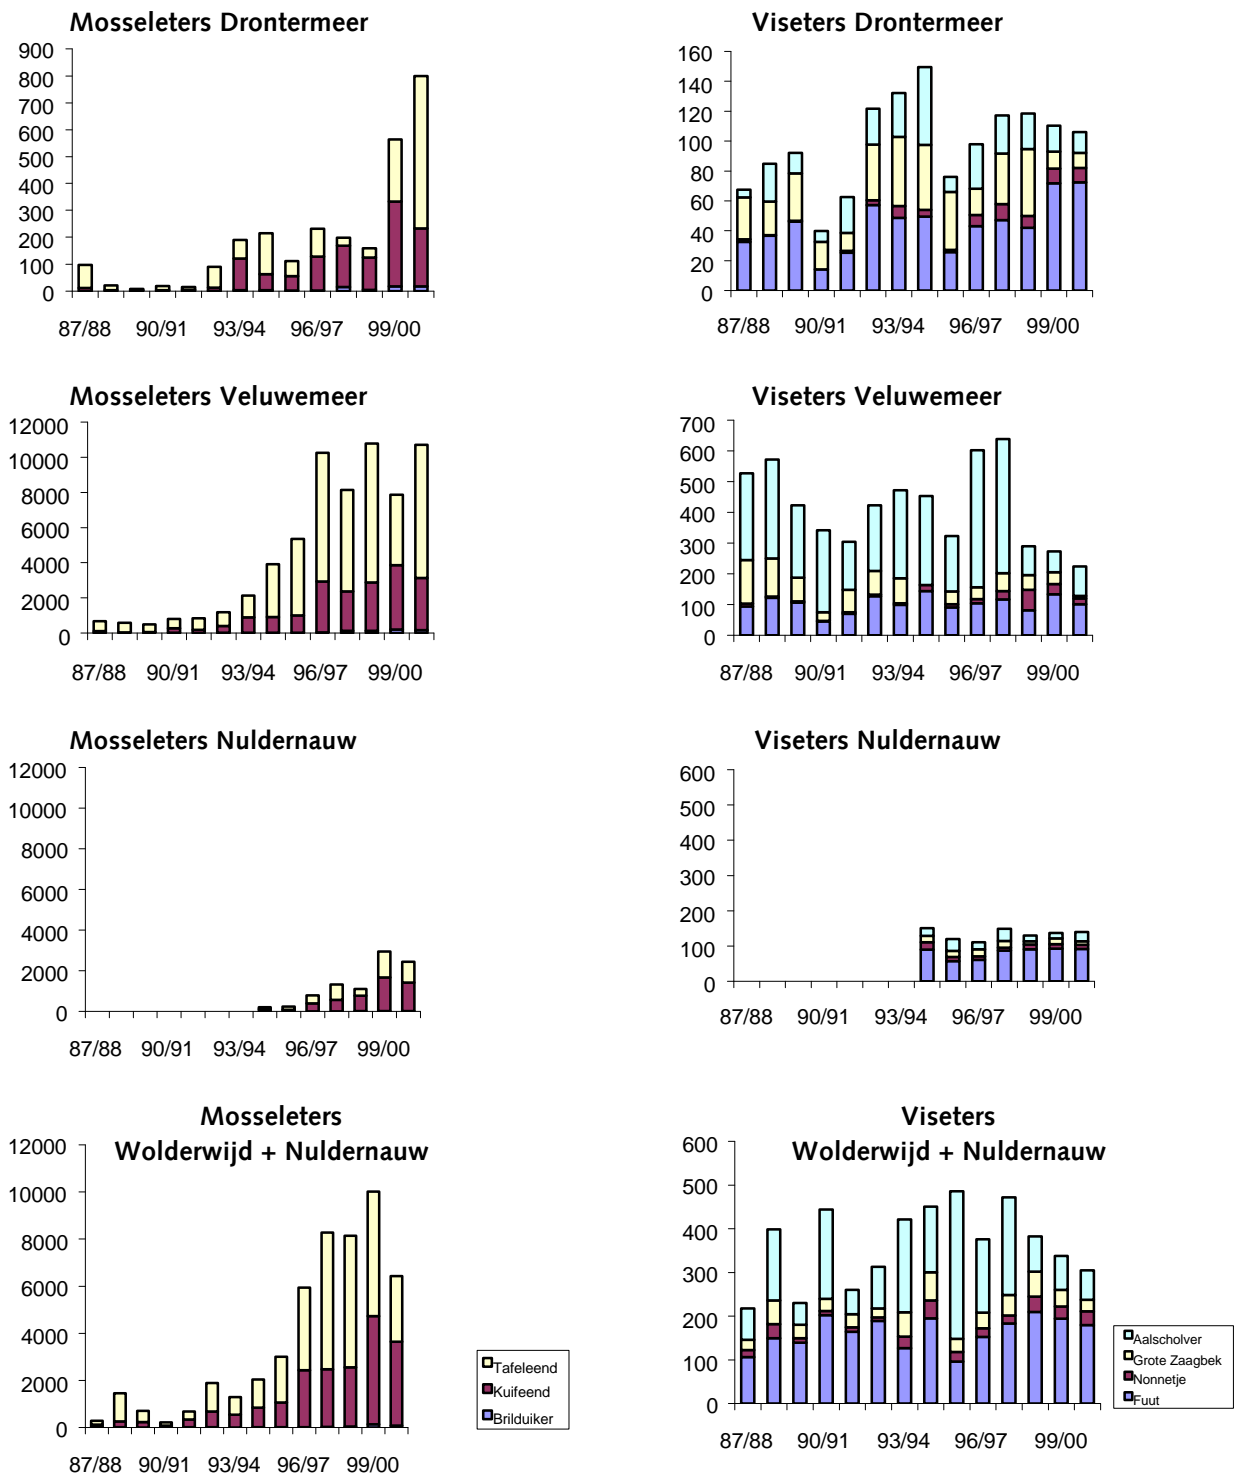 Mosseleters Drontermeer
900
800
700
600
500
400
300
200
100
0
87/88 90/91 93/94 96/97 99/00
Viseters Drontermeer
160
140
120
100
80
60
40
20
0
87/88 90/91 93/94 96/97 99/00
Mosseleters Veluwemeer
12000
10000
8000
6000
4000
2000
0
87/88 90/91 93/94 96/97 99/00
Viseters Veluwemeer
700
600
500
400
300
200
100
0
87/88 90/91 93/94 96/97 99/00
Mosseleters Nuldernauw
12000
10000
8000
6000
4000
2000
0
87/88 90/91 93/94 96/97 99/00
Viseters Nuldernauw
600
500
400
300
200
100
0
87/88 90/91 93/94 96/97 99/00
Mosseleters
Wolderwijd + Nuldernauw
12000
10000
8000
6000
4000
2000
0
87/88 90/91 93/94 96/97 99/00
Tafeleend
Kuifeend
Brilduiker
Viseters
Wolderwijd + Nuldernauw
600
500
400
300
200
100
0
87/88 90/91 93/94 96/97 99/00
Aalscholver
Grote Zaagbek
Nonnetje
Fuut